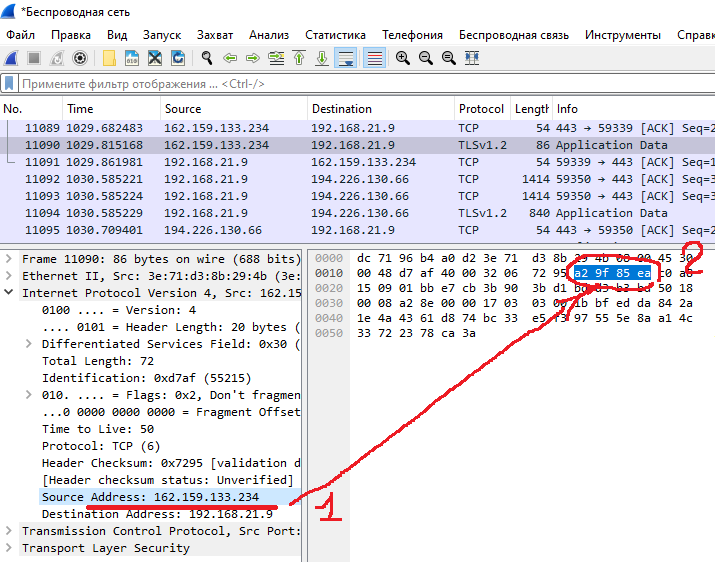 *Беспроводная сеть
Файл Правка Вид Запуск Захват Анализ Статистика Телефония Беспроводная связь Инструменты Справк
Примените фильтр отображения ... <Ctrl-/>
No. Time Source Destination Protocol Length Info
11089 1029.682483 162.159.133.234 192.168.21.9 TCP 54 443 → 59339 [ACK] Seq=2
11090 1029.815168 162.159.133.234 192.168.21.9 TLSv1.2 86 Application Data
11091 1029.861981 192.168.21.9 162.159.133.234 TCP 54 59339 → 443 [ACK] Seq=1
11092 1030.585221 192.168.21.9 194.226.130.66 TCP 1414 59350 → 443 [ACK] Seq=3
11093 1030.585224 192.168.21.9 194.226.130.66 TCP 1414 59350 → 443 [ACK] Seq=3
11094 1030.585229 192.168.21.9 194.226.130.66 TLSv1.2 840 Application Data
11095 1030.709401 194.226.130.66 192.168.21.9 TCP 54 443 → 59350 [ACK] Seq=2
Frame 11090: 86 bytes on wire (688 bits)
Ethernet II, Src: 3e:71:d3:8b:29:4b (3e:
Internet Protocol Version 4, Src: 162.15
0100 .... = Version: 4
.... 0101 = Header Length: 20 bytes (
Differentiated Services Field: 0x30 (
Total Length: 72
Identification: 0xd7af (55215)
010. .... = Flags: 0x2, Don't fragmen
...0 0000 0000 0000 = Fragment Offset
Time to Live: 50
Protocol: TCP (6)
Header Checksum: 0x7295 [validation d
[Header checksum status: Unverified]
Source Address: 162.159.133.234
Destination Address: 192.168.21.9
Transmission Control Protocol, Src Port:
Transport Layer Security
0000 dc 71 96 b4 a0 d2 3e 71 d3 8b 29 4b 08 00 45 30
0010 00 48 d7 af 40 00 32 06 72 95 a2 9f 85 ea c0 a8
15 09 01 bb e7 cb 3b 90 3b d1 d3 b3 bd 50 18
0030 00 08 a2 8e 00 00 17 03 03 00 1b bf ed da 84 2a
0040 1e 4a 43 61 d8 74 bc 33 e5 f3 97 55 5e 8a a1 4c
0050 33 72 23 78 ca 3a
1
2